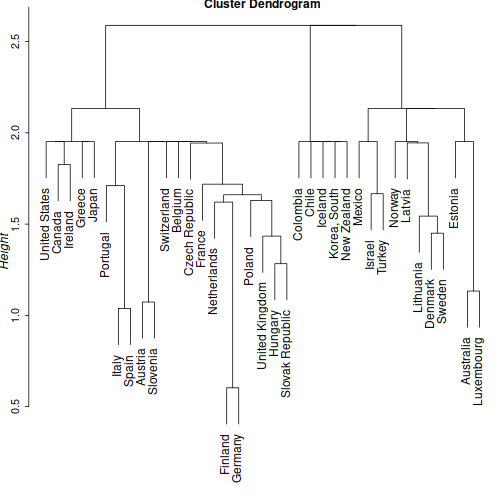 Cluster Dendrogram
Height
2.5
2.0
1.5
1.0
0.5
United States
Canada
Ireland
Greece
Japan
Portugal
Italy
Spain
Austria
Slovenia
Switzerland
Belgium
Czech Republic
France
Netherlands
Finland
Germany
Poland
United Kingdom
Hungary
Slovak Republic
Colombia
Chile
Iceland
Korea, South
New Zealand
Mexico
Israel
Turkey
Norway
Latvia
Lithuania
Denmark
Sweden
Estonia
Australia
Luxembourg